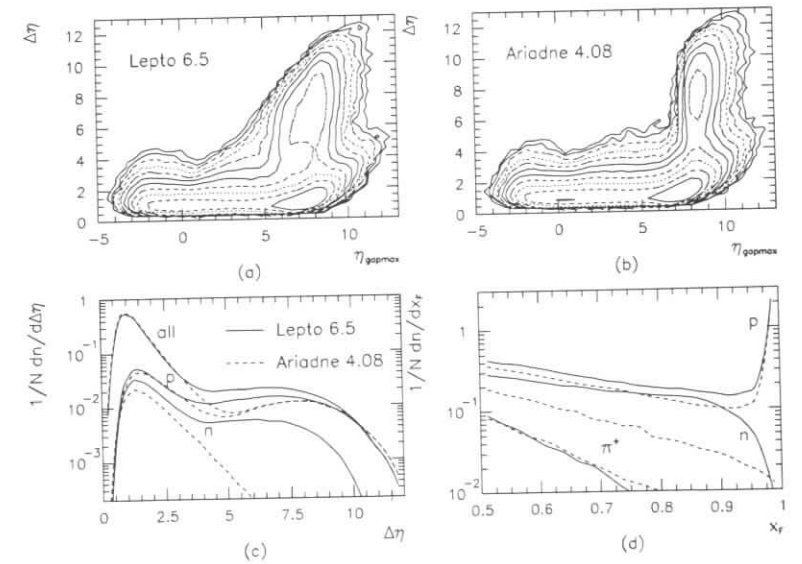 Δη
12
10
8
6
4
2
0
Lepto 6.5
-5
0
5
10
η gapmax
(a)
Δη
12
10
8
6
4
2
0
Ariadne 4.08
-5
0
5
10
η gapmax
(b)
1/N dn/dΔη
1
10⁻¹
10⁻²
10⁻³
all
p
n
Lepto 6.5
Ariadne 4.08
0
2.5
5
7.5
10
Δη
(c)
1/N dn/dx_F
1
10⁻¹
10⁻²
p
n
π⁺
0.5
0.6
0.7
0.8
0.9
1
x_F
(d)